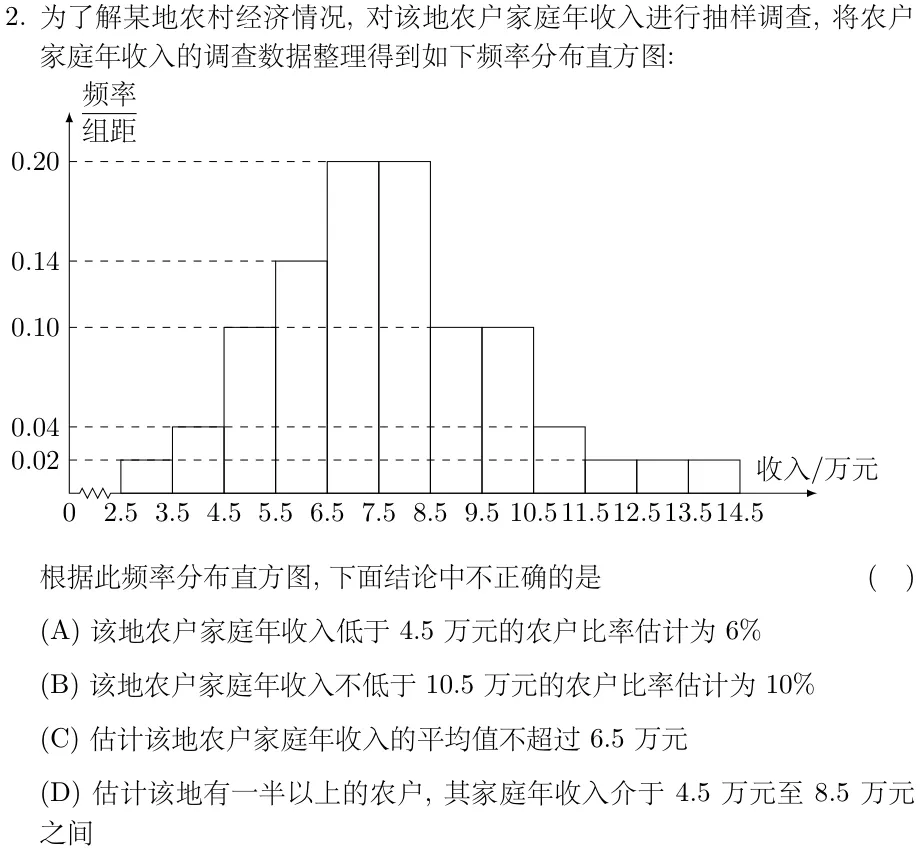 2. 为了解某地农村经济情况, 对该地农户家庭年收入进行抽样调查, 将农户
家庭年收入的调查数据整理得到如下频率分布直方图:
频率
组距
0.20
0.14
0.10
0.04
0.02
收入/万元
0 2.5 3.5 4.5 5.5 6.5 7.5 8.5 9.5 10.5 11.5 12.5 13.5 14.5
根据此频率分布直方图, 下面结论中不正确的是 ( )
(A) 该地农户家庭年收入低于 4.5 万元的农户比率估计为 6%
(B) 该地农户家庭年收入不低于 10.5 万元的农户比率估计为 10%
(C) 估计该地农户家庭年收入的平均值不超过 6.5 万元
(D) 估计该地有一半以上的农户, 其家庭年收入介于 4.5 万元至 8.5 万元
之间